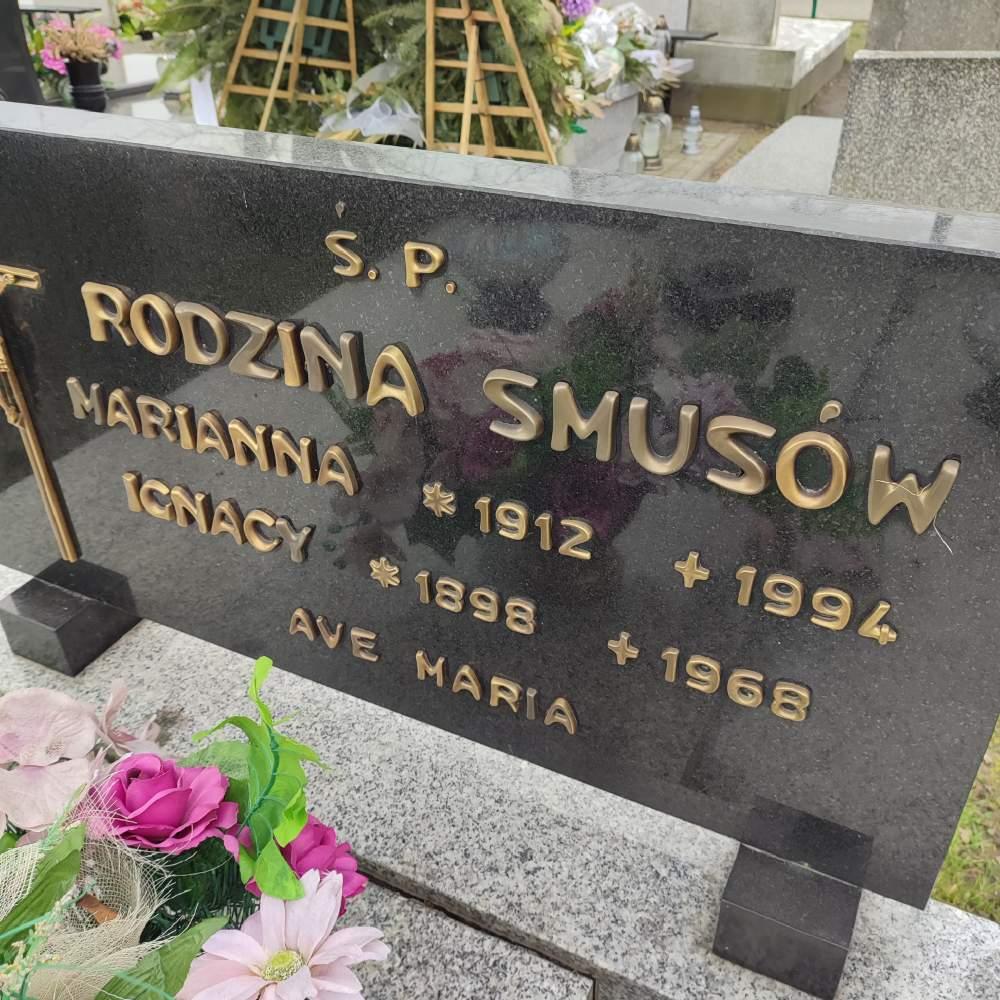 Ś. P.
RODZINA SMUSÓW
MARIANNA * 1912 + 1994
IGNACY * 1898 + 1968
AVE MARIA